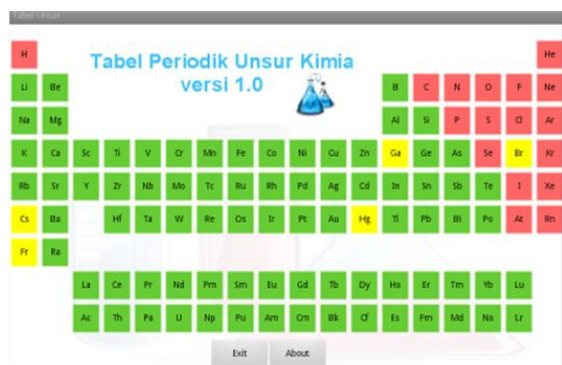 Tabel Unsur
Tabel Periodik Unsur Kimia
versi 1.0
H He
Li Be B C N O F Ne
Na Mg Al Si P S Cl Ar
K Ca Sc Ti V Cr Mn Fe Co Ni Cu Zn Ga Ge As Se Br Kr
Rb Sr Y Zr Nb Mo Tc Ru Rh Pd Ag Cd In Sn Sb Te I Xe
Cs Ba Hf Ta W Re Os Ir Pt Au Hg Tl Pb Bi Po At Rn
Fr Ra
La Ce Pr Nd Pm Sm Eu Gd Tb Dy Ho Er Tm Yb Lu
Ac Th Pa U Np Pu Am Cm Bk Cf Es Fm Md No Lr
Exit About